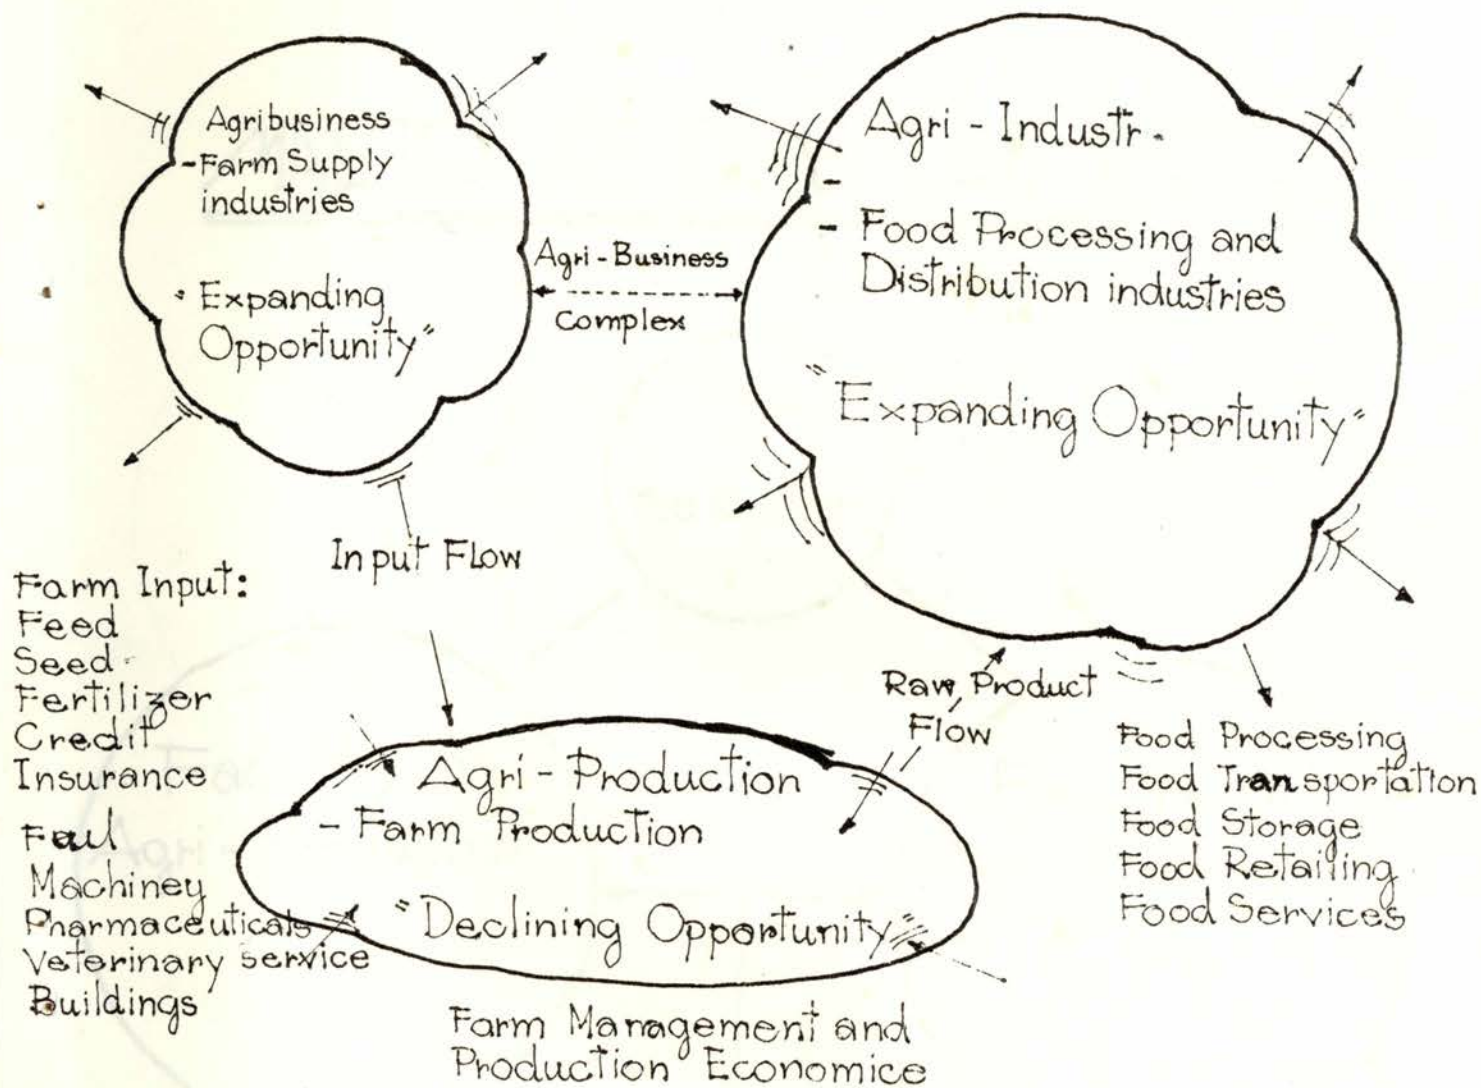 Agribusiness
-Farm Supply
industries
"Expanding
Opportunity"
Agri-Business
Complex
Agri-Industr.
-
- Food Processing and
Distribution industries
"Expanding Opportunity"
Input Flow
Farm Input:
Feed
Seed
Fertilizer
Credit
Insurance
Machiney
Pharmaceuticals
Veterinary service
Buildings
Raw Product
Flow
Agri-Production
- Farm Production
"Declining Opportunity"
Farm Management and
Production Economice
Food Processing
Food Transportation
Food Storage
Food Retailing
Food Services